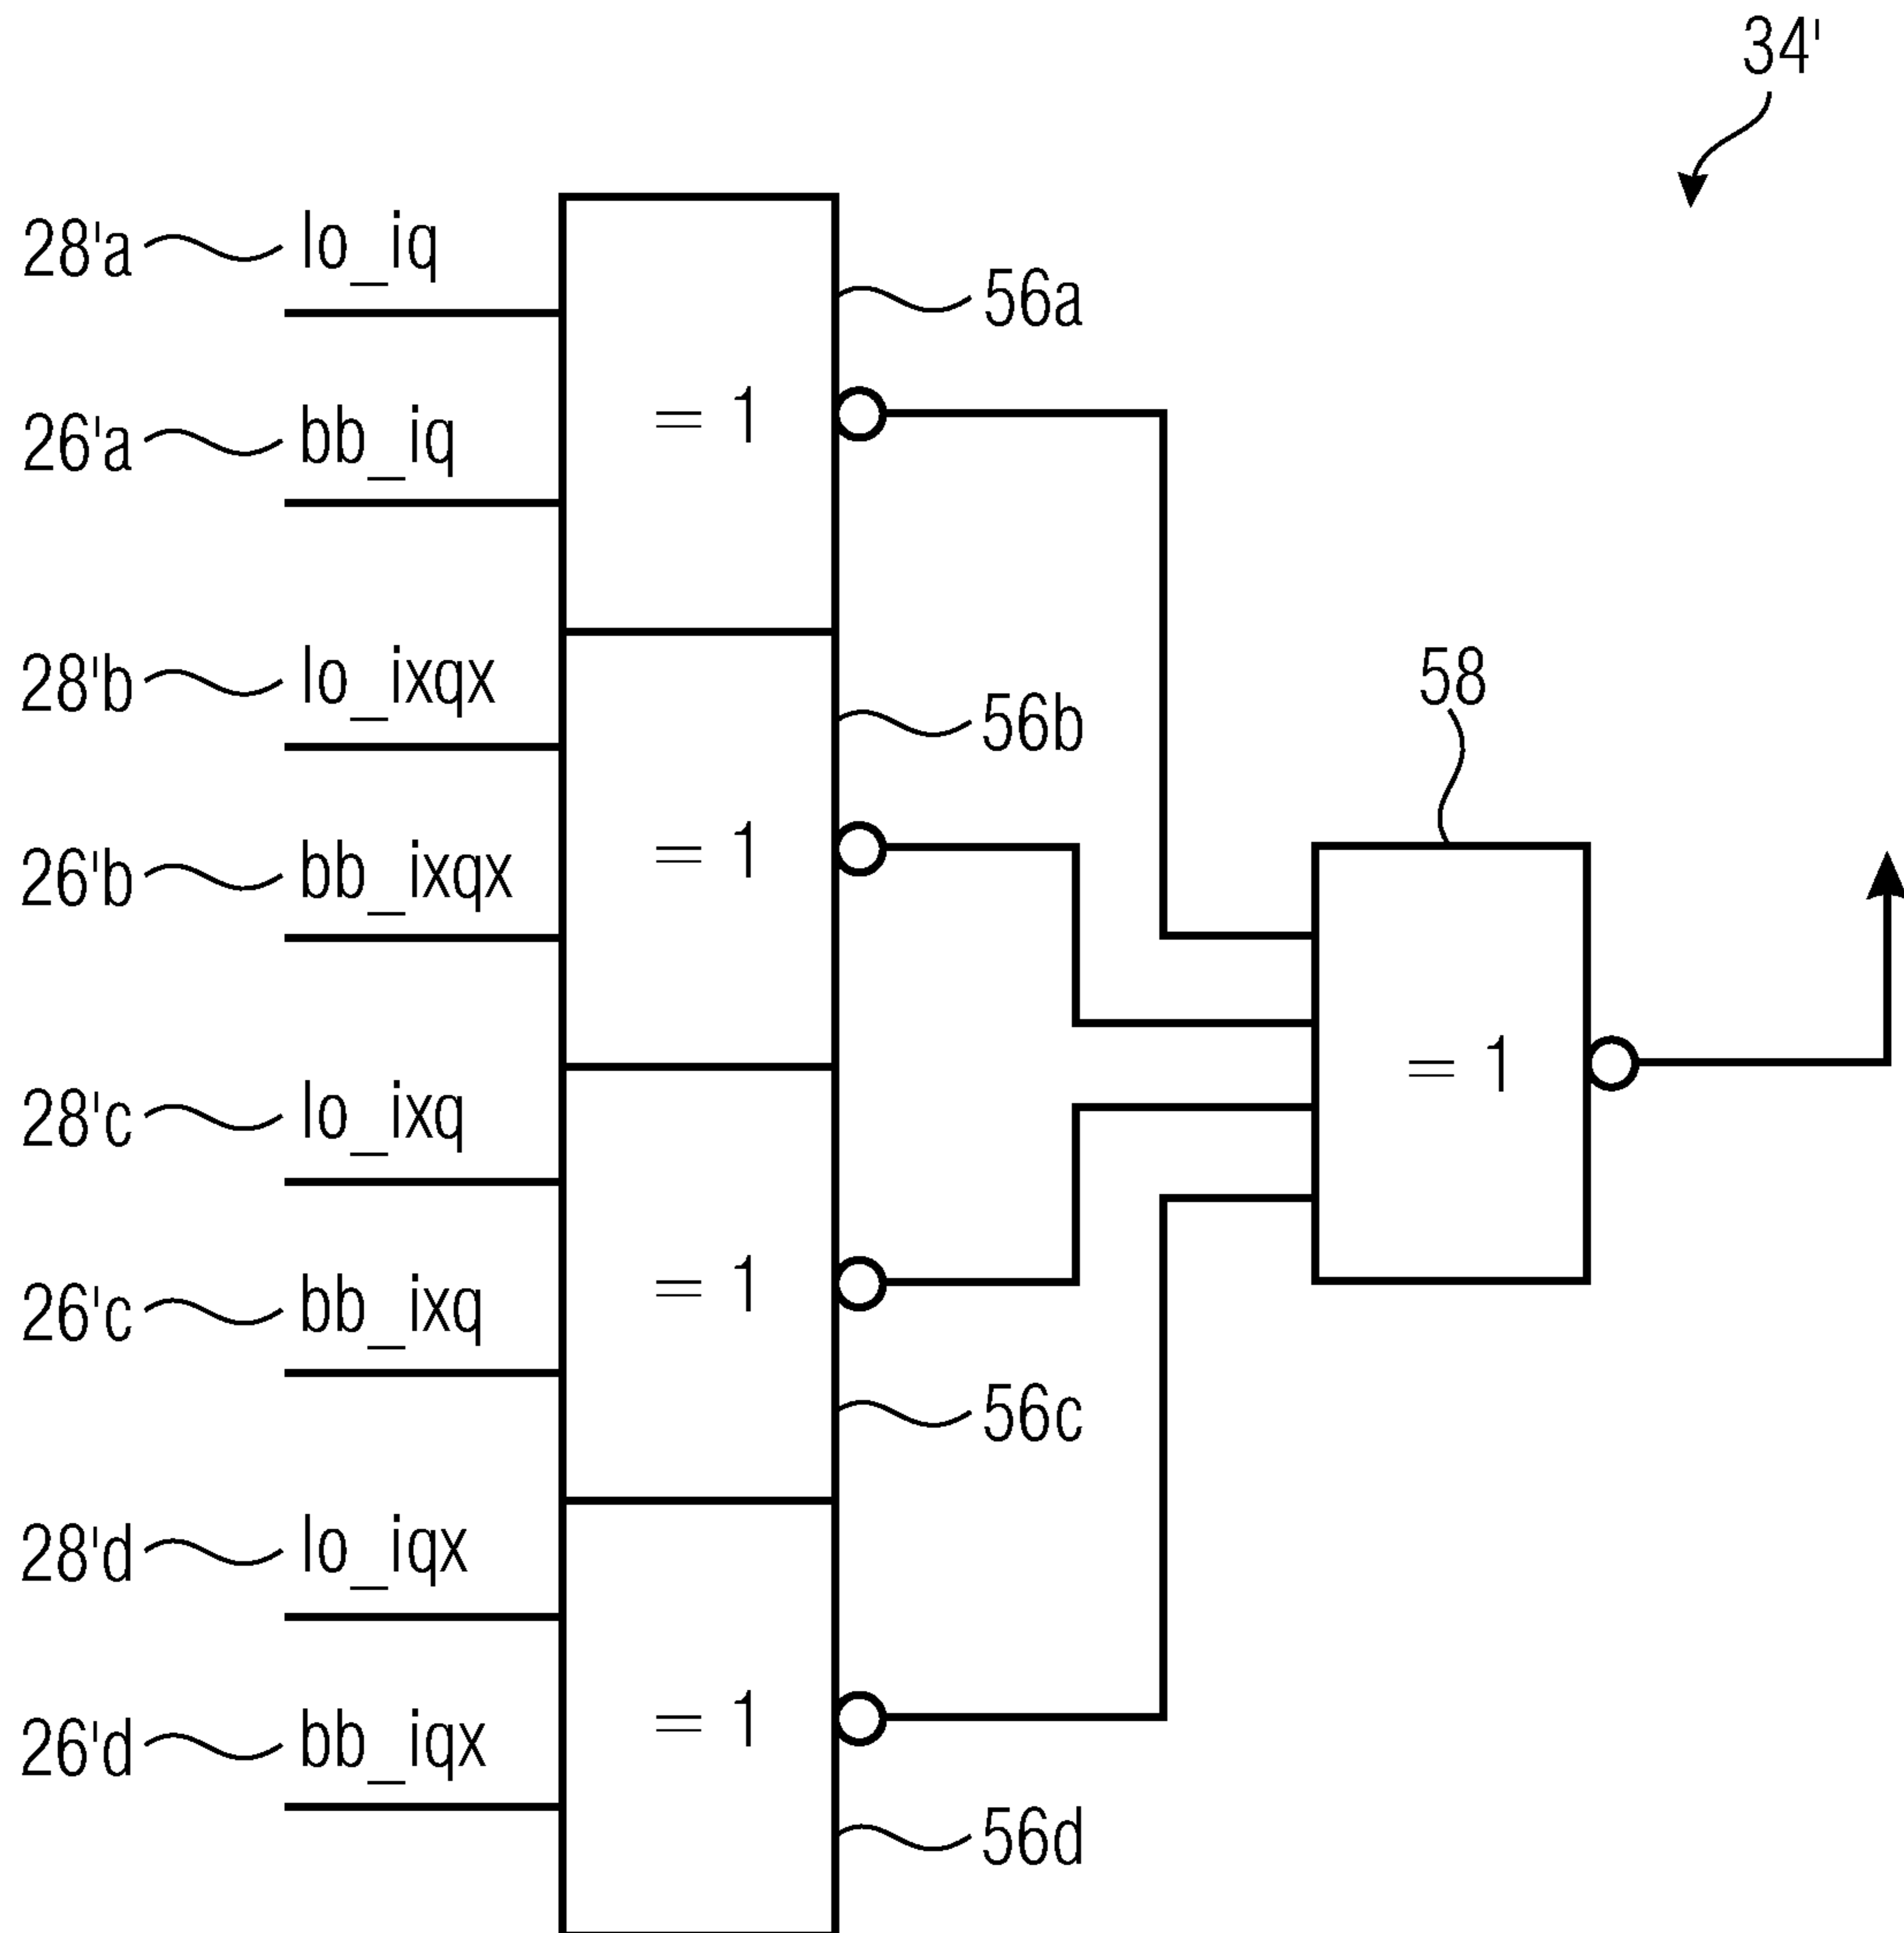 34'
28'a lo_iq
56a
26'a bb_iq
= 1
28'b lo_ixqx
56b
58
26'b bb_ixqx
= 1
28'c lo_ixq
= 1
26'c bb_ixq
= 1
56c
28'd lo_iqx
26'd bb_iqx
= 1
56d